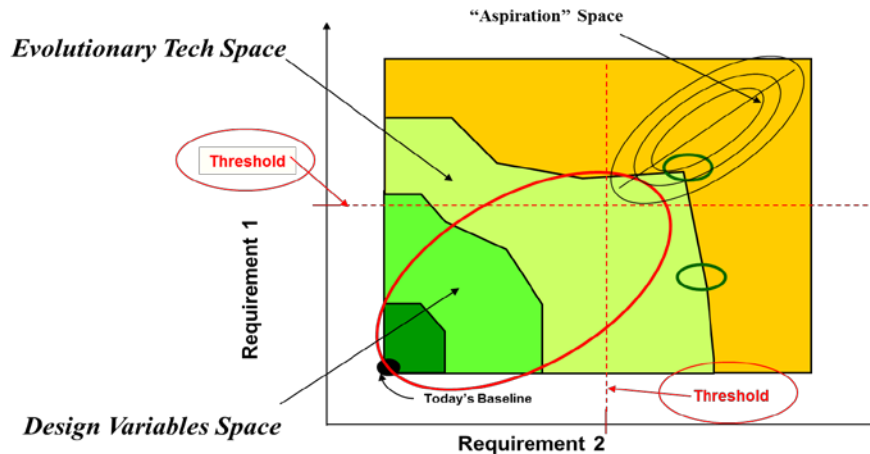 “Aspiration” Space
Evolutionary Tech Space
Threshold
Requirement 1
Threshold
Today's Baseline
Design Variables Space
Requirement 2